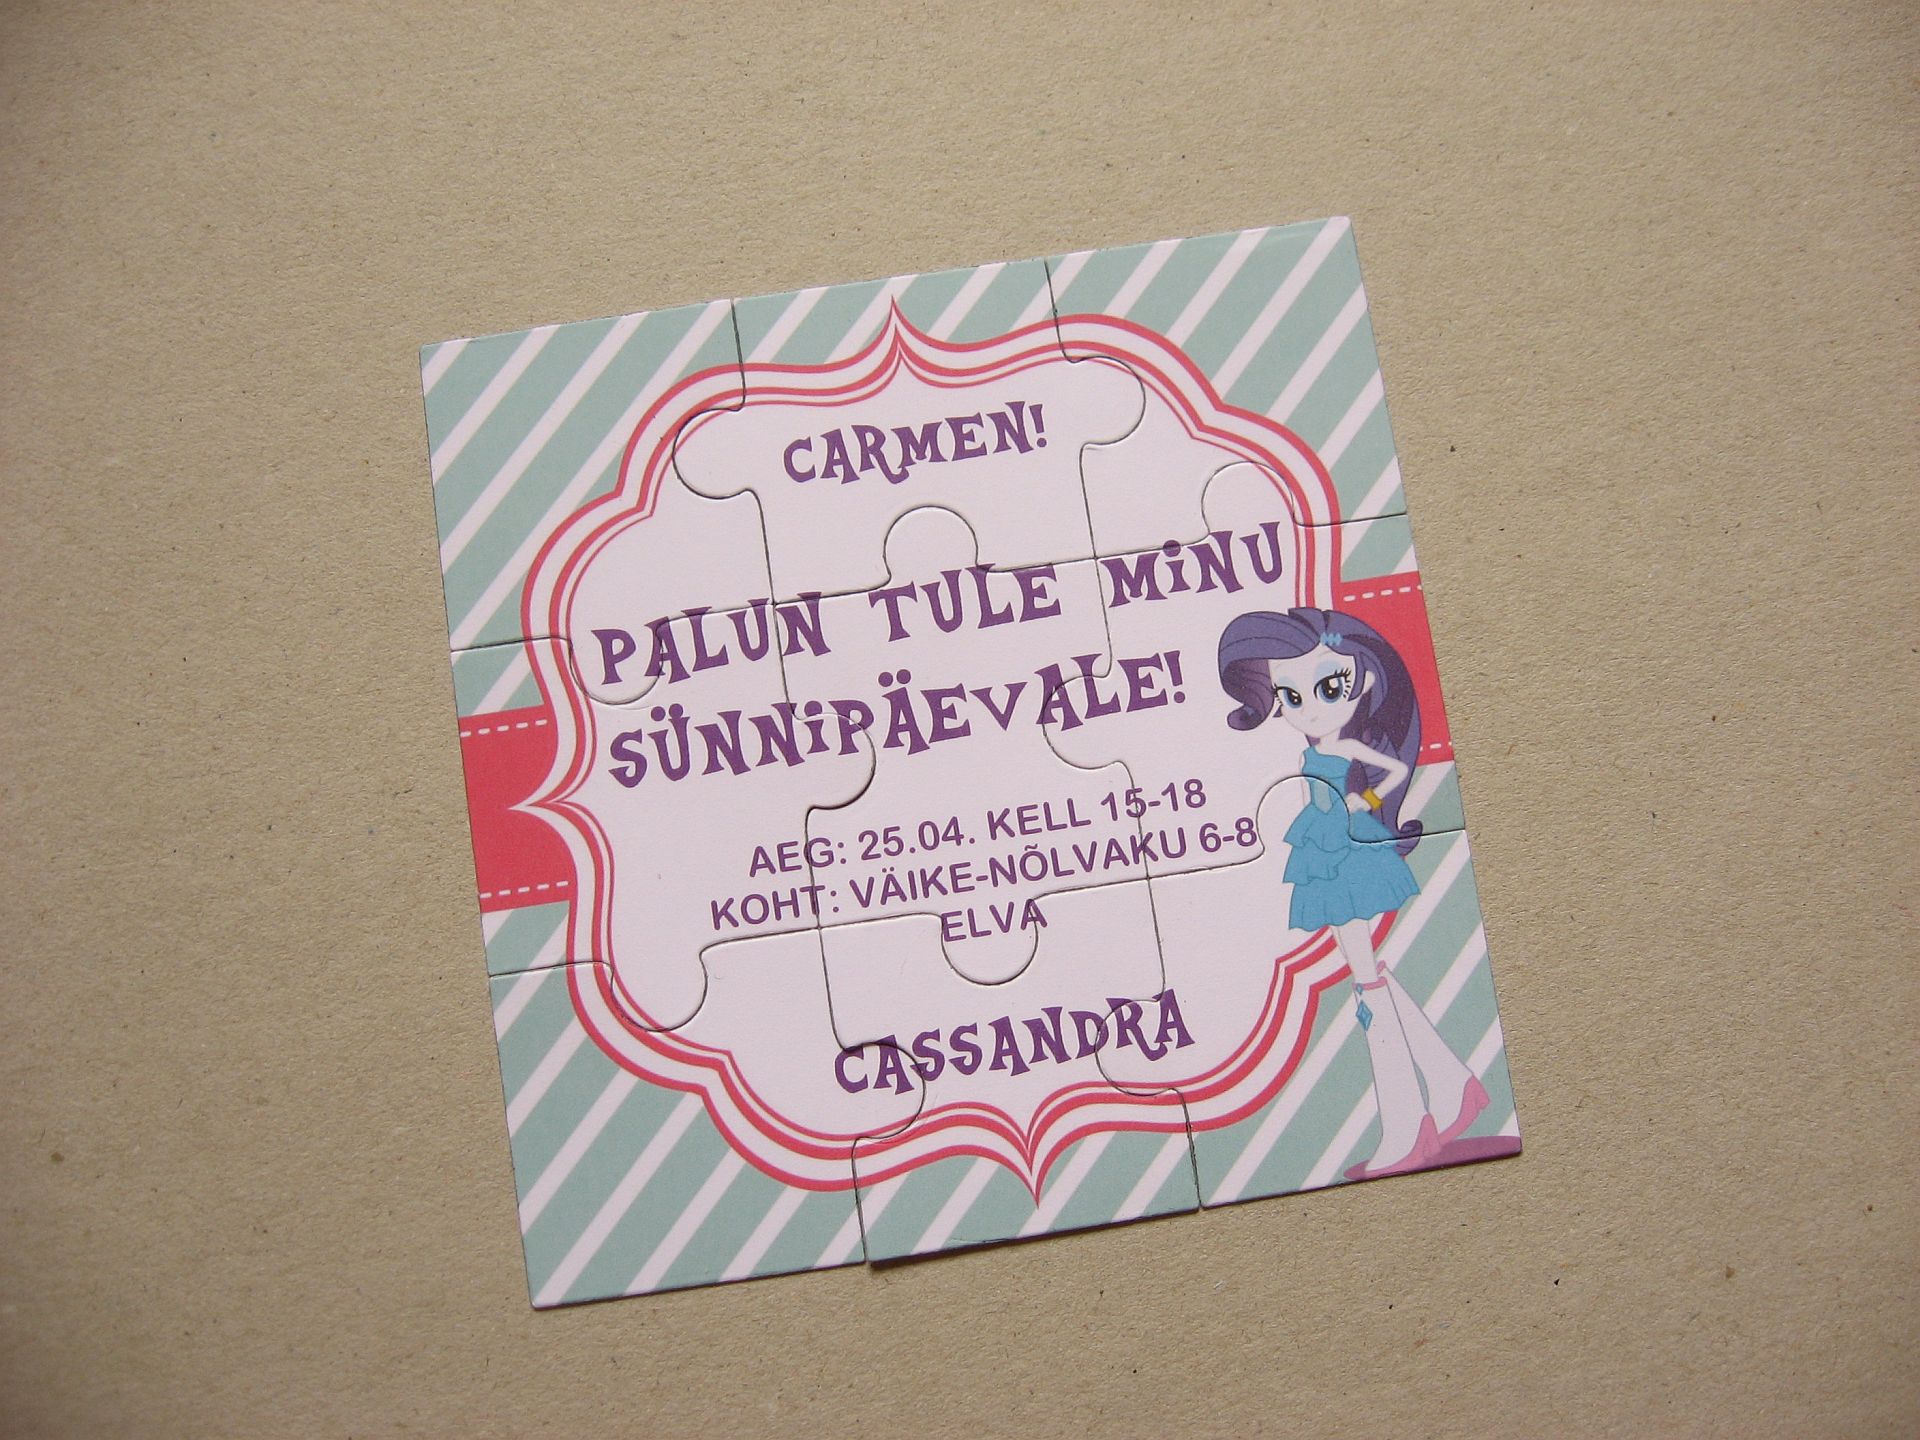 CARMEN!
PALUN TULE MINU
SÜNNIPÄEVALE!
AEG: 25.04. KELL 15-18
KOHT: VÄIKE-NÕLVAKU 6-8
ELVA
CASSANDRA